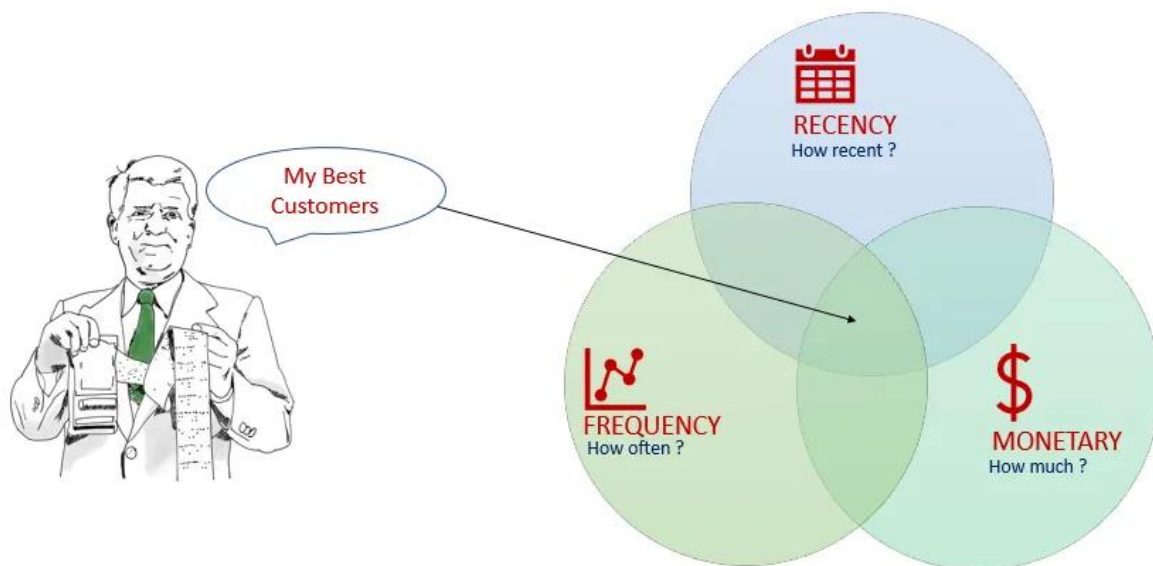 RECENCY
How recent ?
My Best
Customers
FREQUENCY
How often ?
$
MONETARY
How much ?